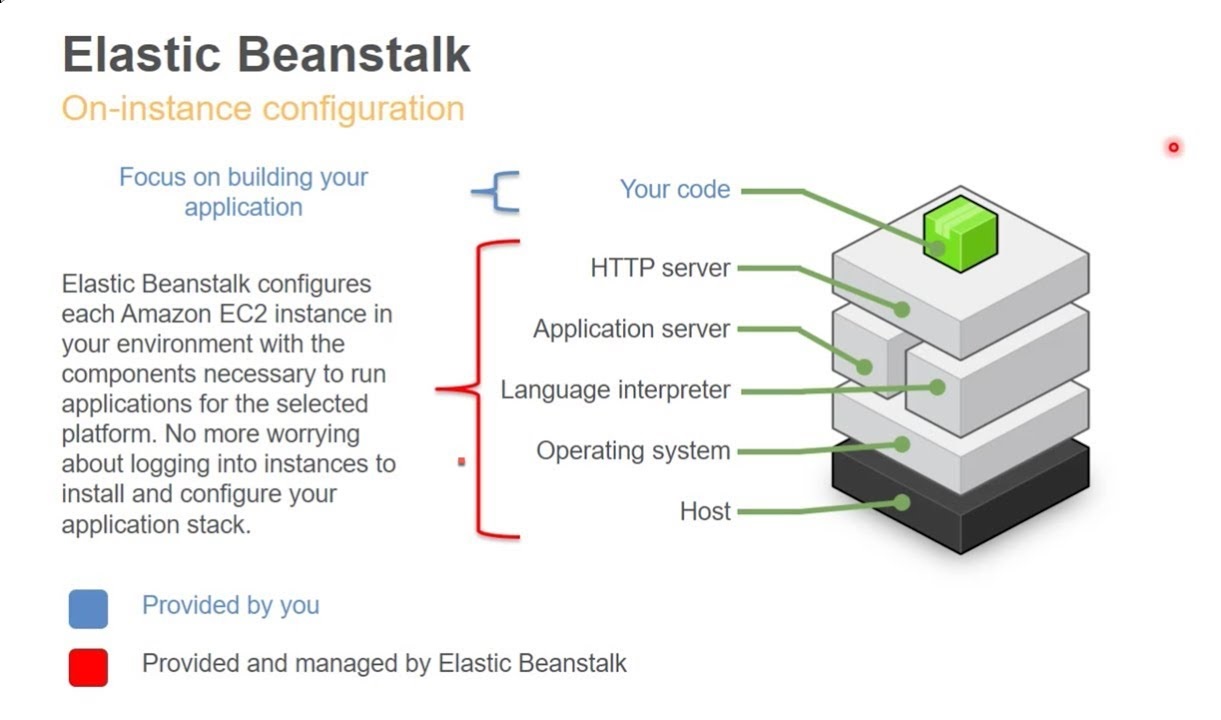 Elastic Beanstalk
On-instance configuration
Focus on building your
application
Elastic Beanstalk configures
each Amazon EC2 instance in
your environment with the
components necessary to run
applications for the selected
platform. No more worrying
about logging into instances to
install and configure your
application stack.
Your code
HTTP server
Application server
Language interpreter
Operating system
Host
Provided by you
Provided and managed by Elastic Beanstalk